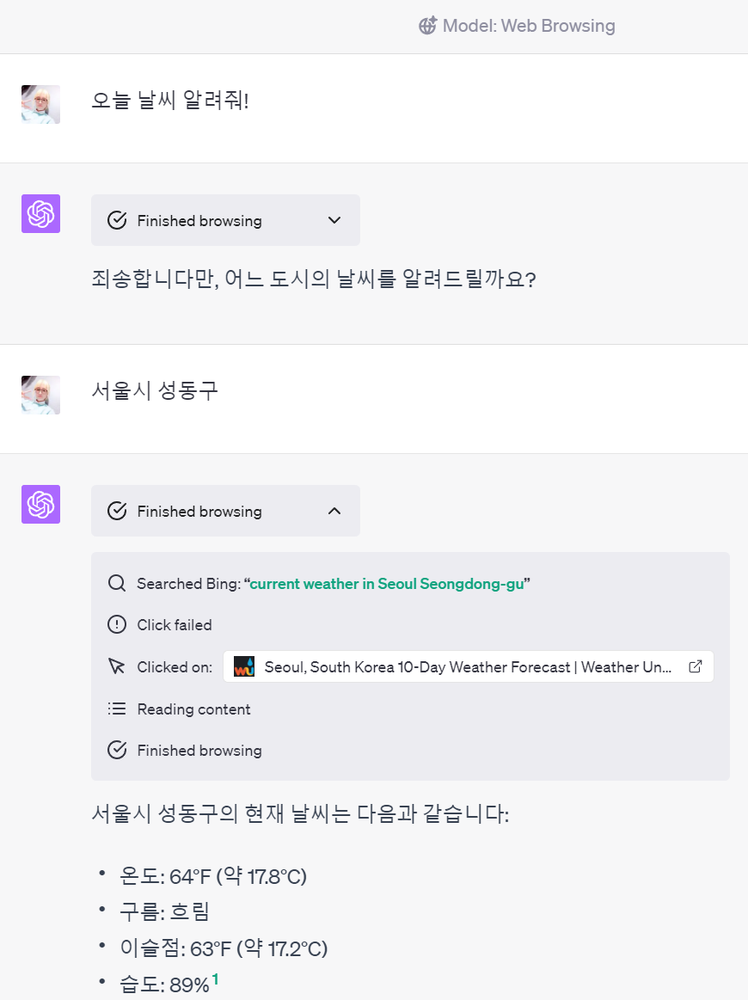 Model: Web Browsing
오늘 날씨 알려줘!
Finished browsing
죄송합니다만, 어느 도시의 날씨를 알려드릴까요?
서울시 성동구
Finished browsing
Searched Bing: “current weather in Seoul Seongdong-gu”
Click failed
Clicked on: wu Seoul, South Korea 10-Day Weather Forecast | Weather Un...
Reading content
Finished browsing
서울시 성동구의 현재 날씨는 다음과 같습니다:
• 온도: 64°F (약 17.8°C)
• 구름: 흐림
• 이슬점: 63°F (약 17.2°C)
• 습도: 89%1